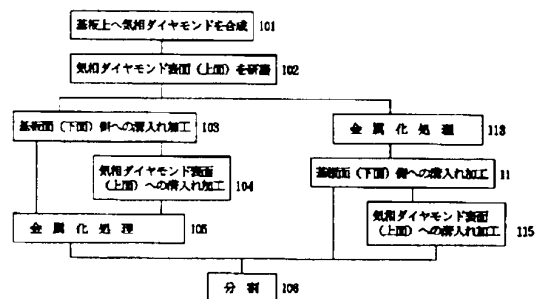 基板上へ気相ダイヤモンドを合成 101
気相ダイヤモンド表面(上面)を研磨 102
基板面(下面)側への溝入れ加工 103
金属化処理 113
気相ダイヤモンド表面
(上面)への溝入れ加工 104
基板面(下面)側への溝入れ加工 11
金属化処理 105
気相ダイヤモンド表面
(上面)への溝入れ加工 115
分割 106